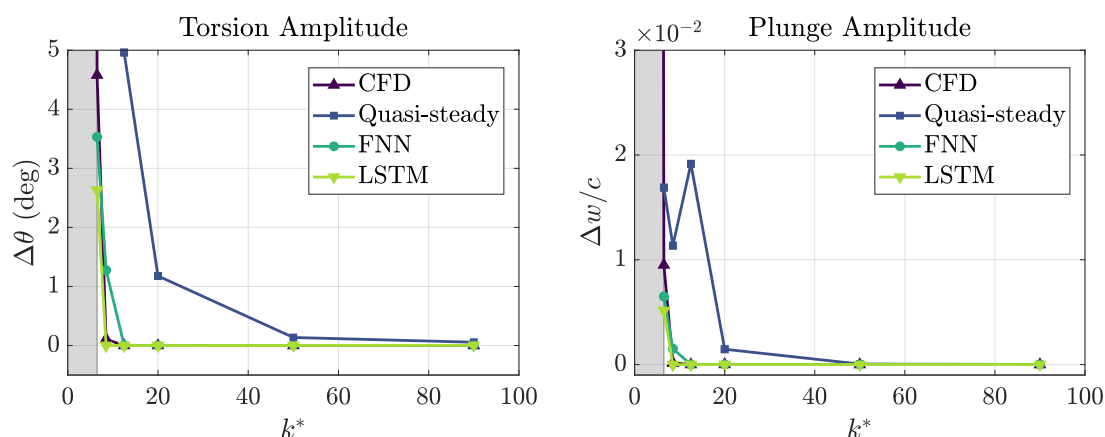 Torsion Amplitude
5
4
3
2
1
0
Δθ (deg)
0 20 40 60 80 100
k*
CFD
Quasi-steady
FNN
LSTM
Plunge Amplitude
×10⁻²
3
2
1
0
Δw/c
0 20 40 60 80 100
k*
CFD
Quasi-steady
FNN
LSTM